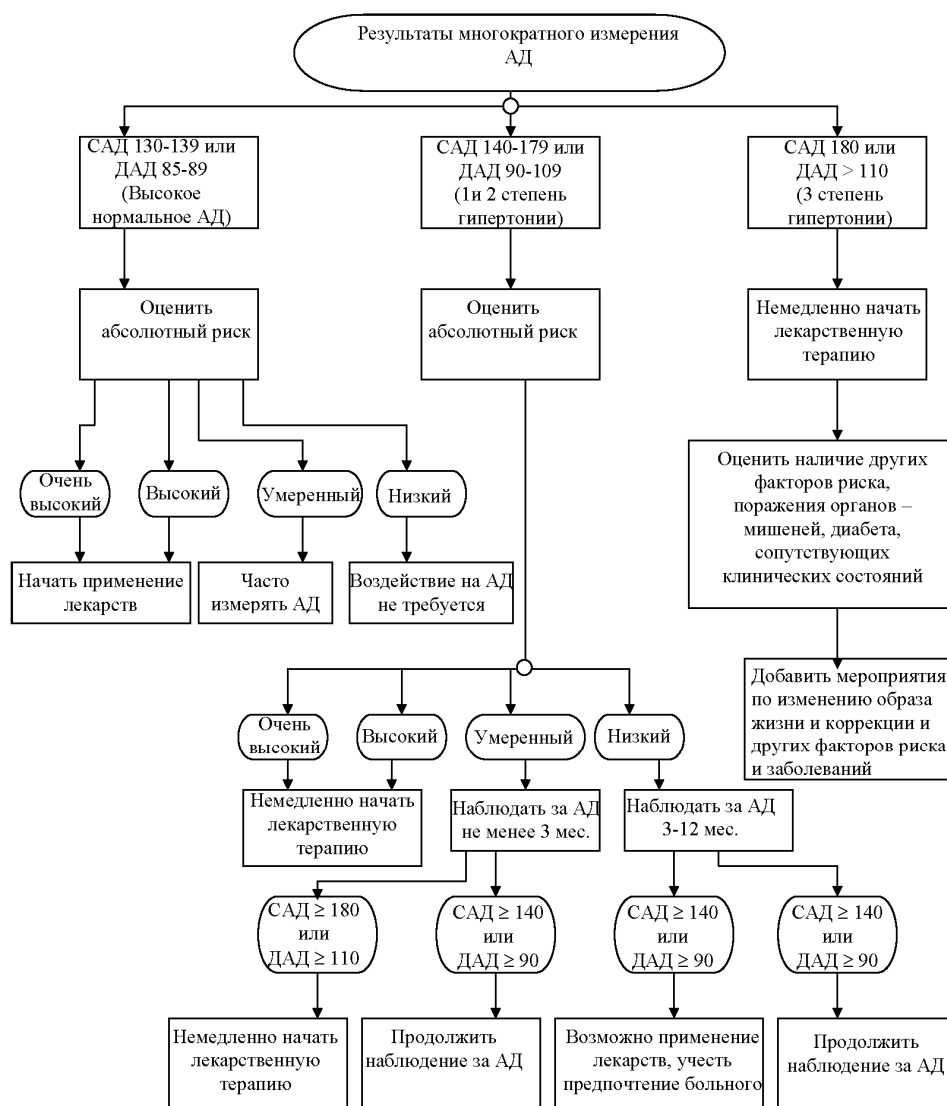 Результаты многократного измерения
АД
САД 130-139 или
ДАД 85-89
(Высокое
нормальное АД)
САД 140-179 или
ДАД 90-109
(1и 2 степень
гипертонии)
САД 180 или
ДАД > 110
(3 степень
гипертонии)
Оценить
абсолютный риск
Оценить
абсолютный риск
Немедленно начать
лекарственную
терапию
Очень
высокий
Высокий
Умеренный
Низкий
Оценить наличие других
факторов риска,
поражения органов –
мишеней, диабета,
сопутствующих
клинических состояний
Начать применение
лекарств
Часто
измерять АД
Воздействие на АД
не требуется
Добавить мероприятия
по изменению образа
жизни и коррекции и
других факторов риска
и заболеваний
Очень
высокий
Высокий
Умеренный
Низкий
Немедленно начать
лекарственную
терапию
Наблюдать за АД
не менее 3 мес.
Наблюдать за АД
3-12 мес.
САД ≥ 180
или
ДАД ≥ 110
САД ≥ 140
или
ДАД ≥ 90
САД ≥ 140
или
ДАД ≥ 90
САД ≥ 140
или
ДАД ≥ 90
Немедленно начать
лекарственную
терапию
Продолжить
наблюдение за АД
Возможно применение
лекарств, учесть
предпочтение больного
Продолжить
наблюдение за АД